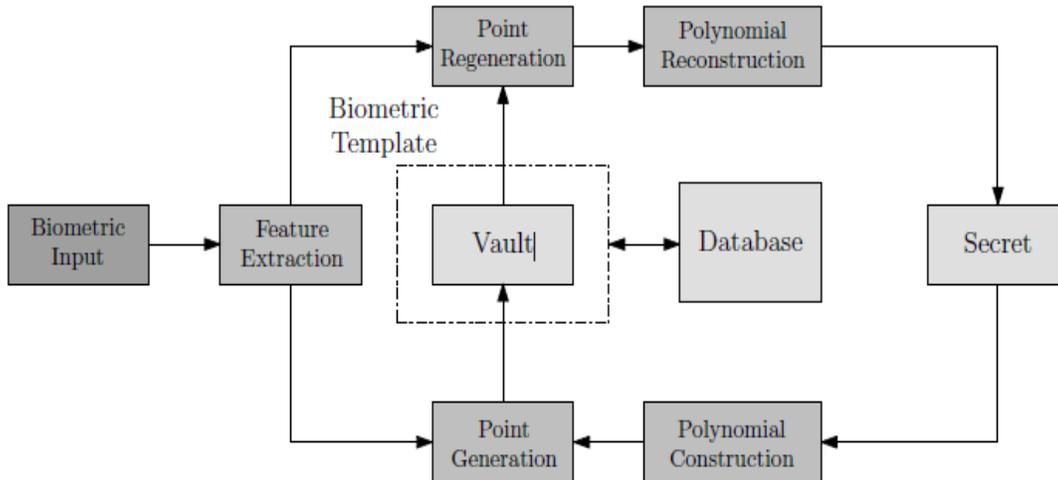 Point
Regeneration
Polynomial
Reconstruction
Biometric
Template
Biometric
Input
Feature
Extraction
Vault
Database
Secret
Point
Generation
Polynomial
Construction